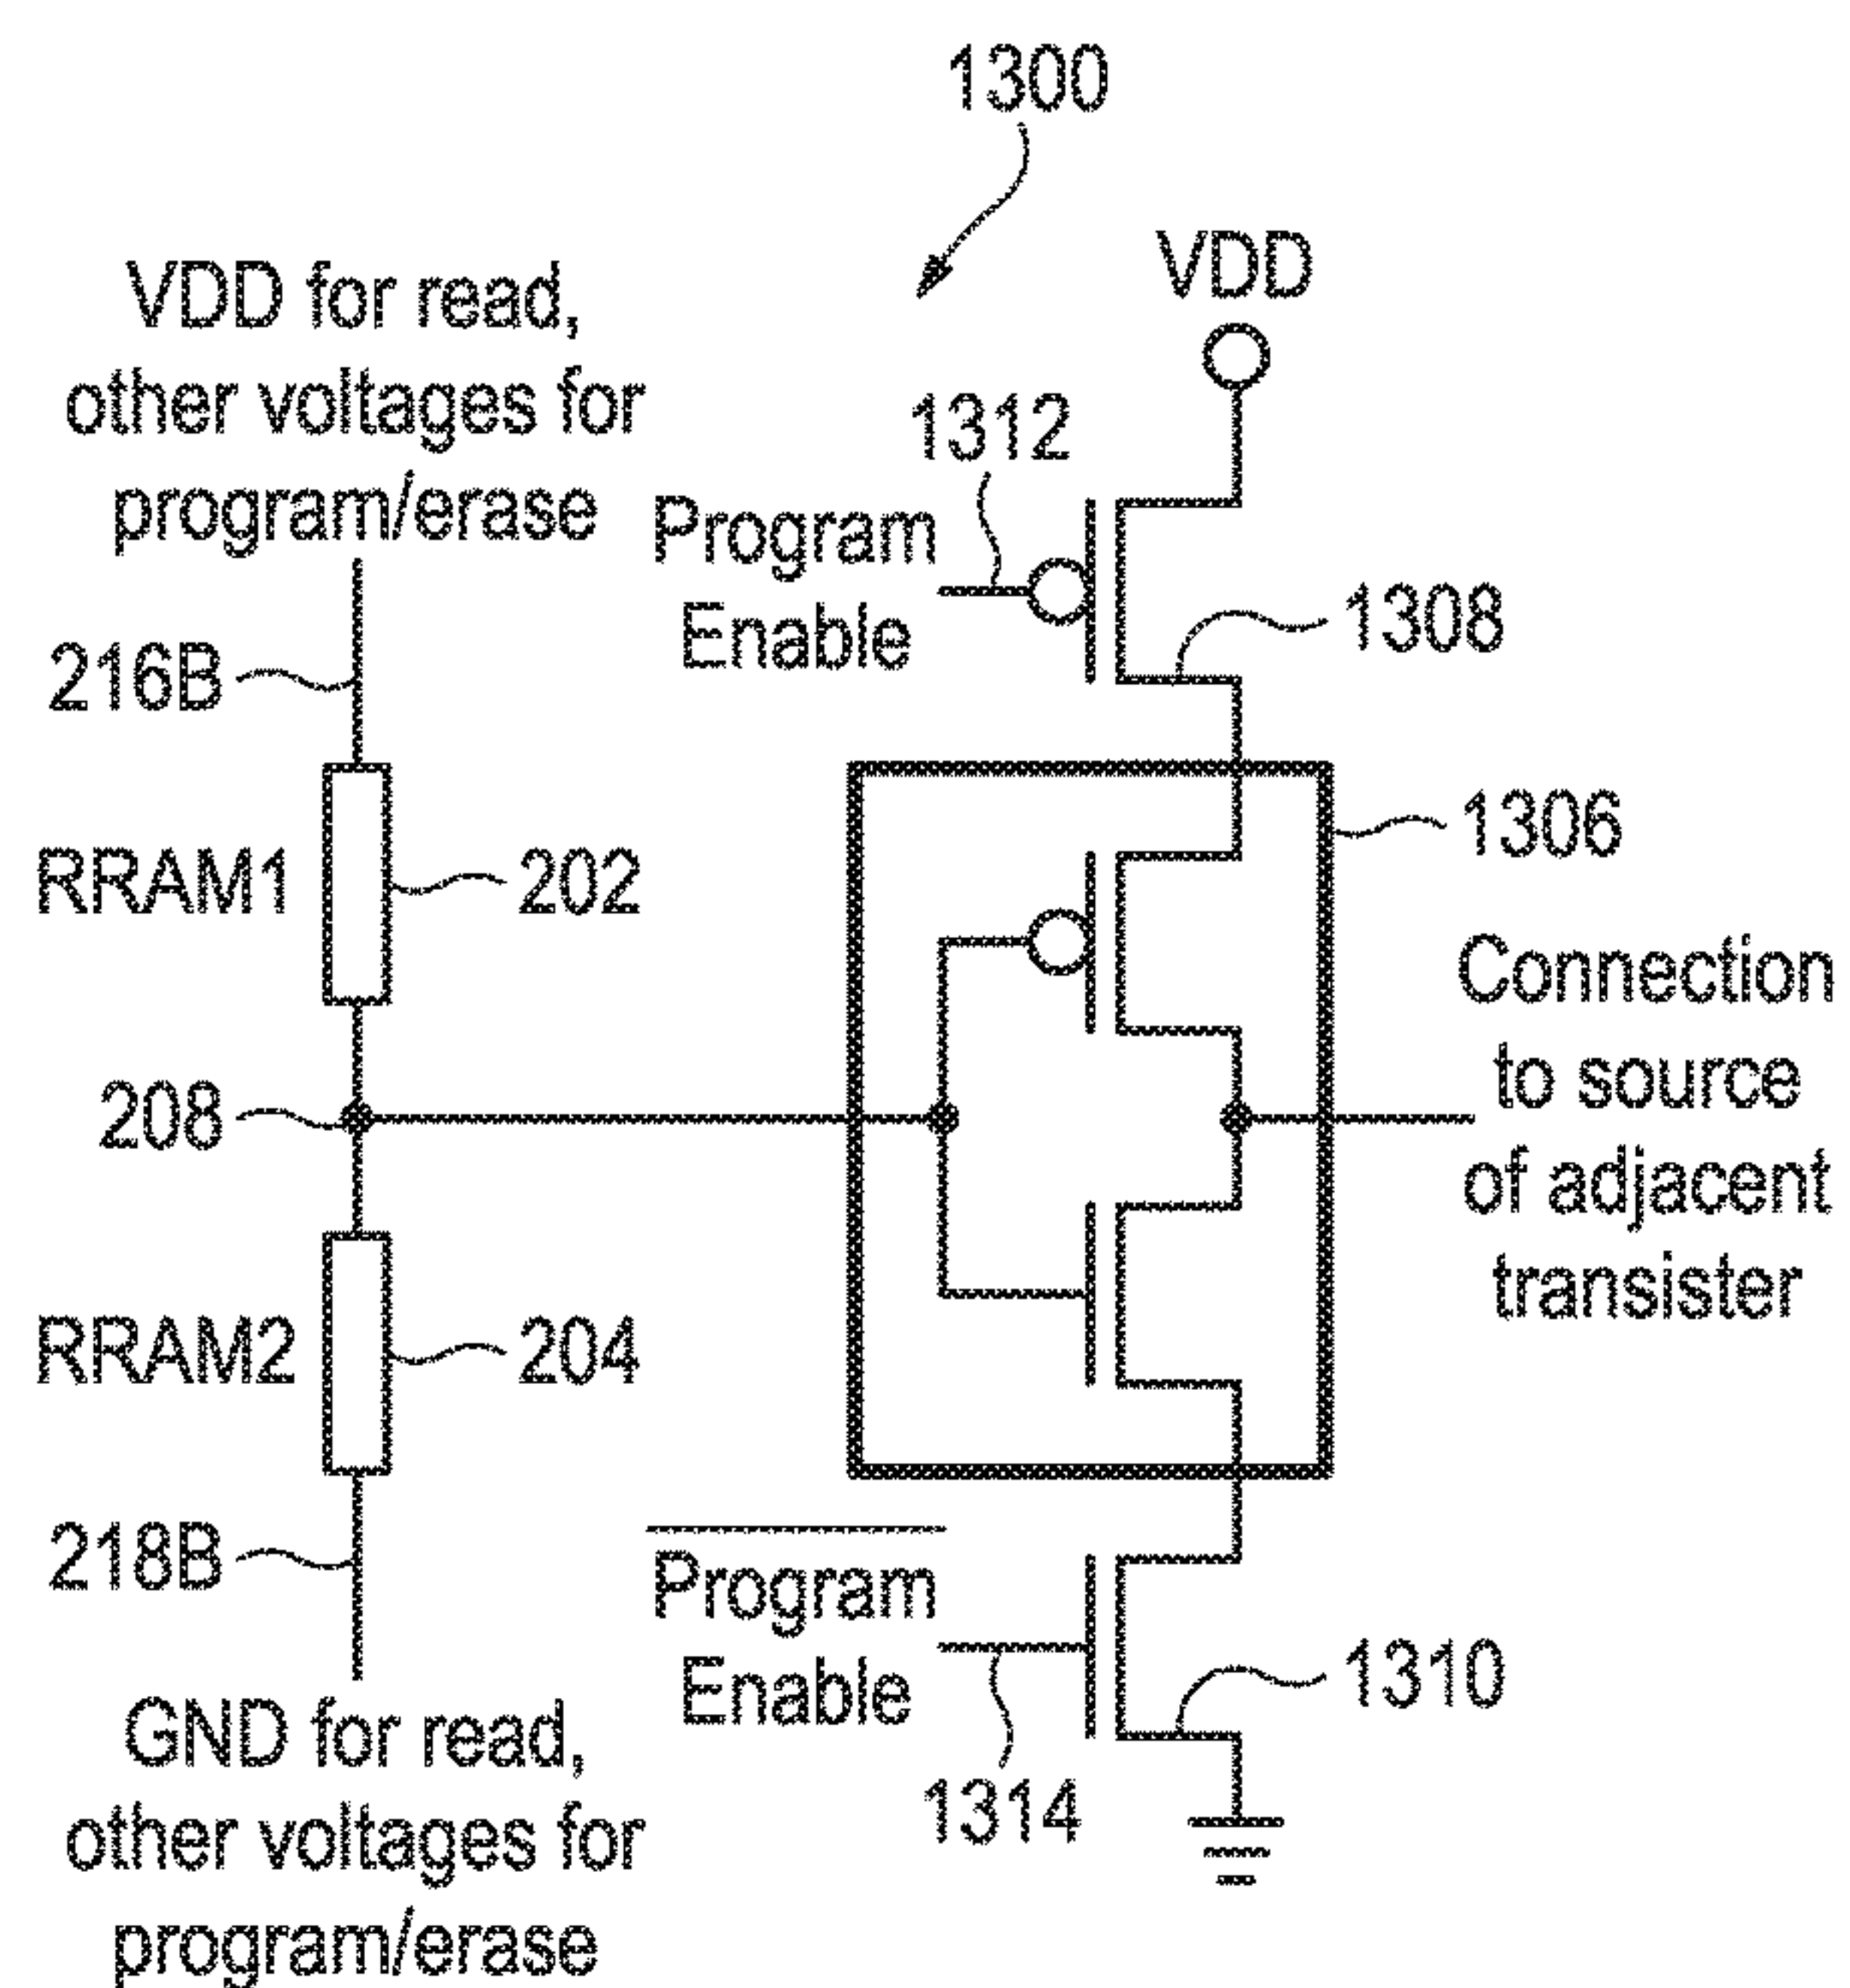 1300
VDD for read,
other voltages for
program/erase
VDD
1312
Program
Enable
1308
216B
1306
RRAM1
202
Connection
to source
of adjacent
transister
208
RRAM2
204
218B
Program
Enable
1310
1314
GND for read,
other voltages for
program/erase